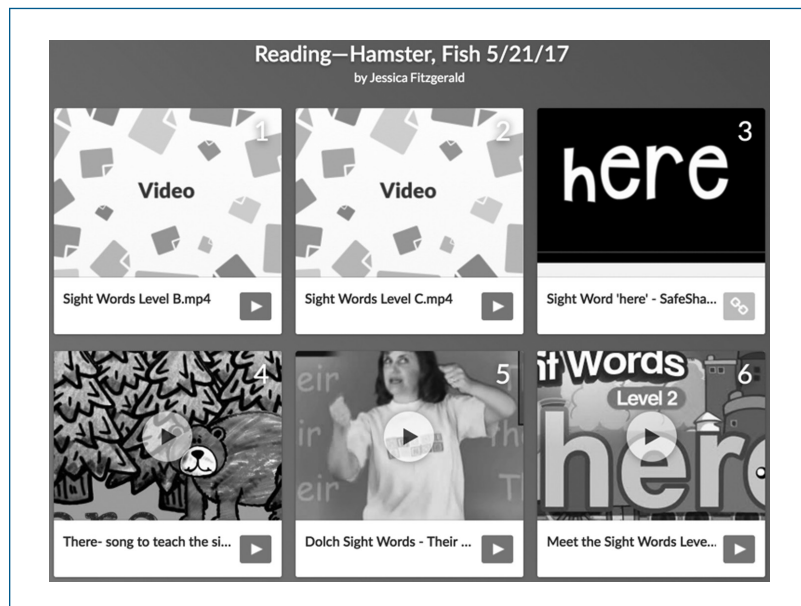 Reading—Hamster, Fish 5/21/17
by Jessica Fitzgerald
1
Video
Sight Words Level B.mp4
2
Video
Sight Words Level C.mp4
3
here
Sight Word 'here' - SafeSha...
4
There- song to teach the si...
5
Their
Dolch Sight Words - Their ...
6
Words
Level 2
here
Meet the Sight Words Leve...